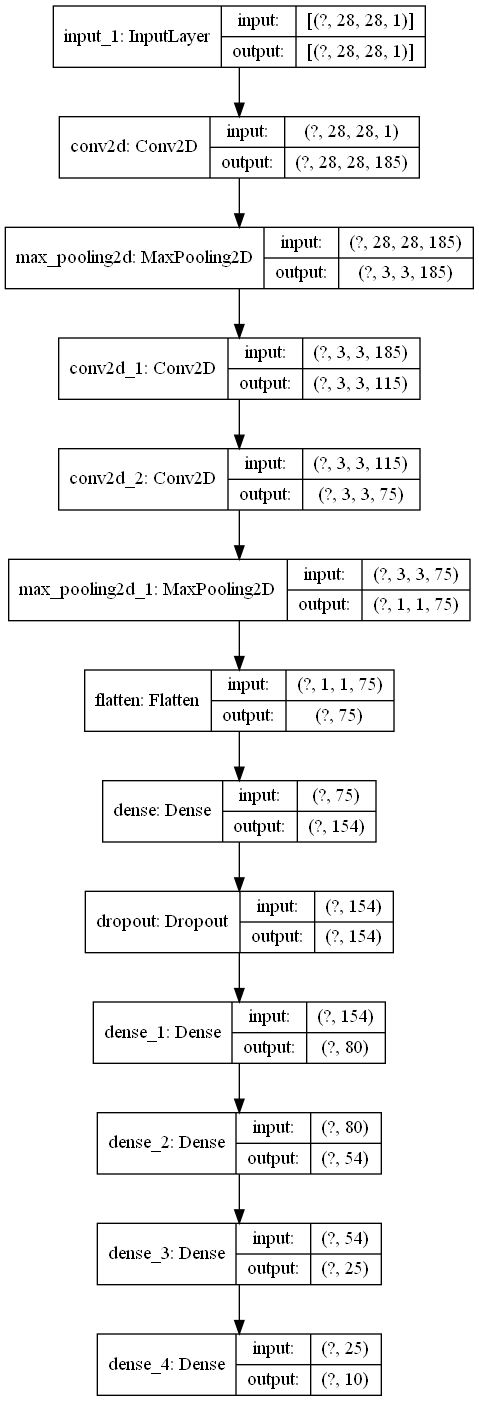 input_1: InputLayer
input:
[(?, 28, 28, 1)]
output:
[(?, 28, 28, 1)]
conv2d: Conv2D
input:
(?, 28, 28, 1)
output:
(?, 28, 28, 185)
max_pooling2d: MaxPooling2D
input:
(?, 28, 28, 185)
output:
(?, 3, 3, 185)
conv2d_1: Conv2D
input:
(?, 3, 3, 185)
output:
(?, 3, 3, 115)
conv2d_2: Conv2D
input:
(?, 3, 3, 115)
output:
(?, 3, 3, 75)
max_pooling2d_1: MaxPooling2D
input:
(?, 3, 3, 75)
output:
(?, 1, 1, 75)
flatten: Flatten
input:
(?, 1, 1, 75)
output:
(?, 75)
dense: Dense
input:
(?, 75)
output:
(?, 154)
dropout: Dropout
input:
(?, 154)
output:
(?, 154)
dense_1: Dense
input:
(?, 154)
output:
(?, 80)
dense_2: Dense
input:
(?, 80)
output:
(?, 54)
dense_3: Dense
input:
(?, 54)
output:
(?, 25)
dense_4: Dense
input:
(?, 25)
output:
(?, 10)